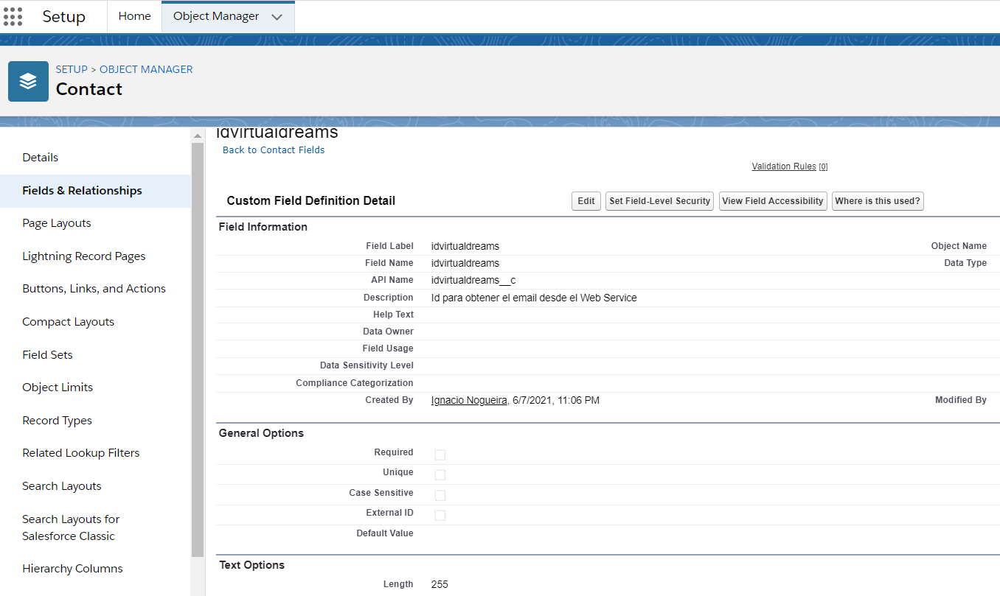 Setup
Home
Object Manager
SETUP > OBJECT MANAGER
Contact
Details
Fields & Relationships
Page Layouts
Lightning Record Pages
Buttons, Links, and Actions
Compact Layouts
Field Sets
Object Limits
Record Types
Related Lookup Filters
Search Layouts
Search Layouts for
Salesforce Classic
Hierarchy Columns
idvirtualdreams
Back to Contact Fields
Validation Rules [0]
Custom Field Definition Detail
Edit
Set Field-Level Security
View Field Accessibility
Where is this used?
Field Information
Field Label idvirtualdreams Object Name
Field Name idvirtualdreams Data Type
API Name idvirtualdreams__c
Description Id para obtener el email desde el Web Service
Help Text
Data Owner
Field Usage
Data Sensitivity Level
Compliance Categorization
Created By Ignacio Nogueira, 6/7/2021, 11:06 PM Modified By
General Options
Required
Unique
Case Sensitive
External ID
Default Value
Text Options
Length 255